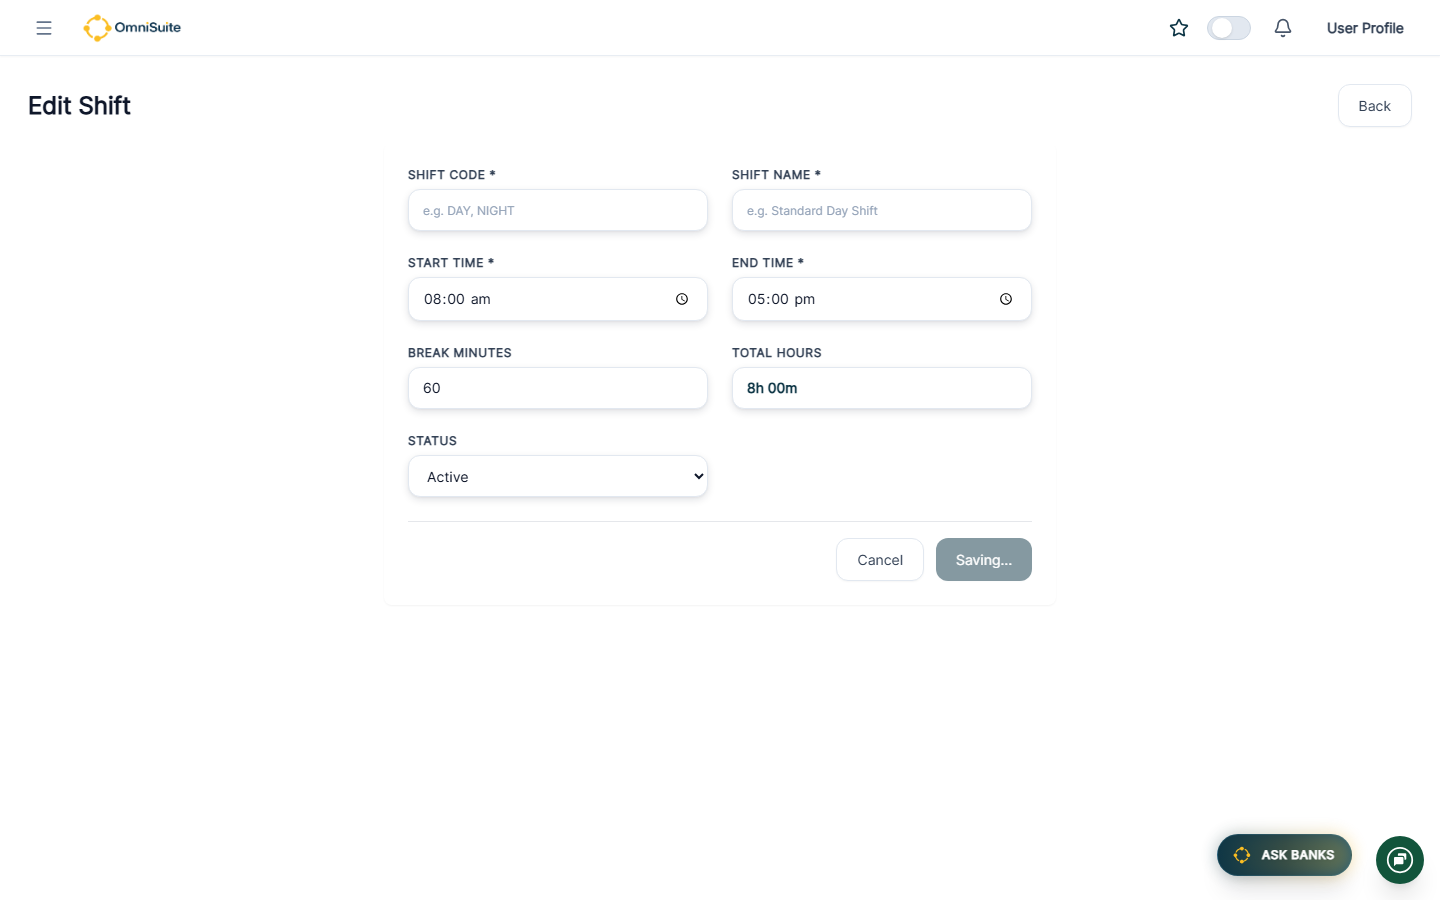 OmniSuite
User Profile
Edit Shift
Back
SHIFT CODE *
SHIFT NAME *
e.g. DAY, NIGHT
e.g. Standard Day Shift
START TIME *
END TIME *
08:00 am
05:00 pm
BREAK MINUTES
TOTAL HOURS
60
8h 00m
STATUS
Active
Cancel
Saving...
ASK BANKS